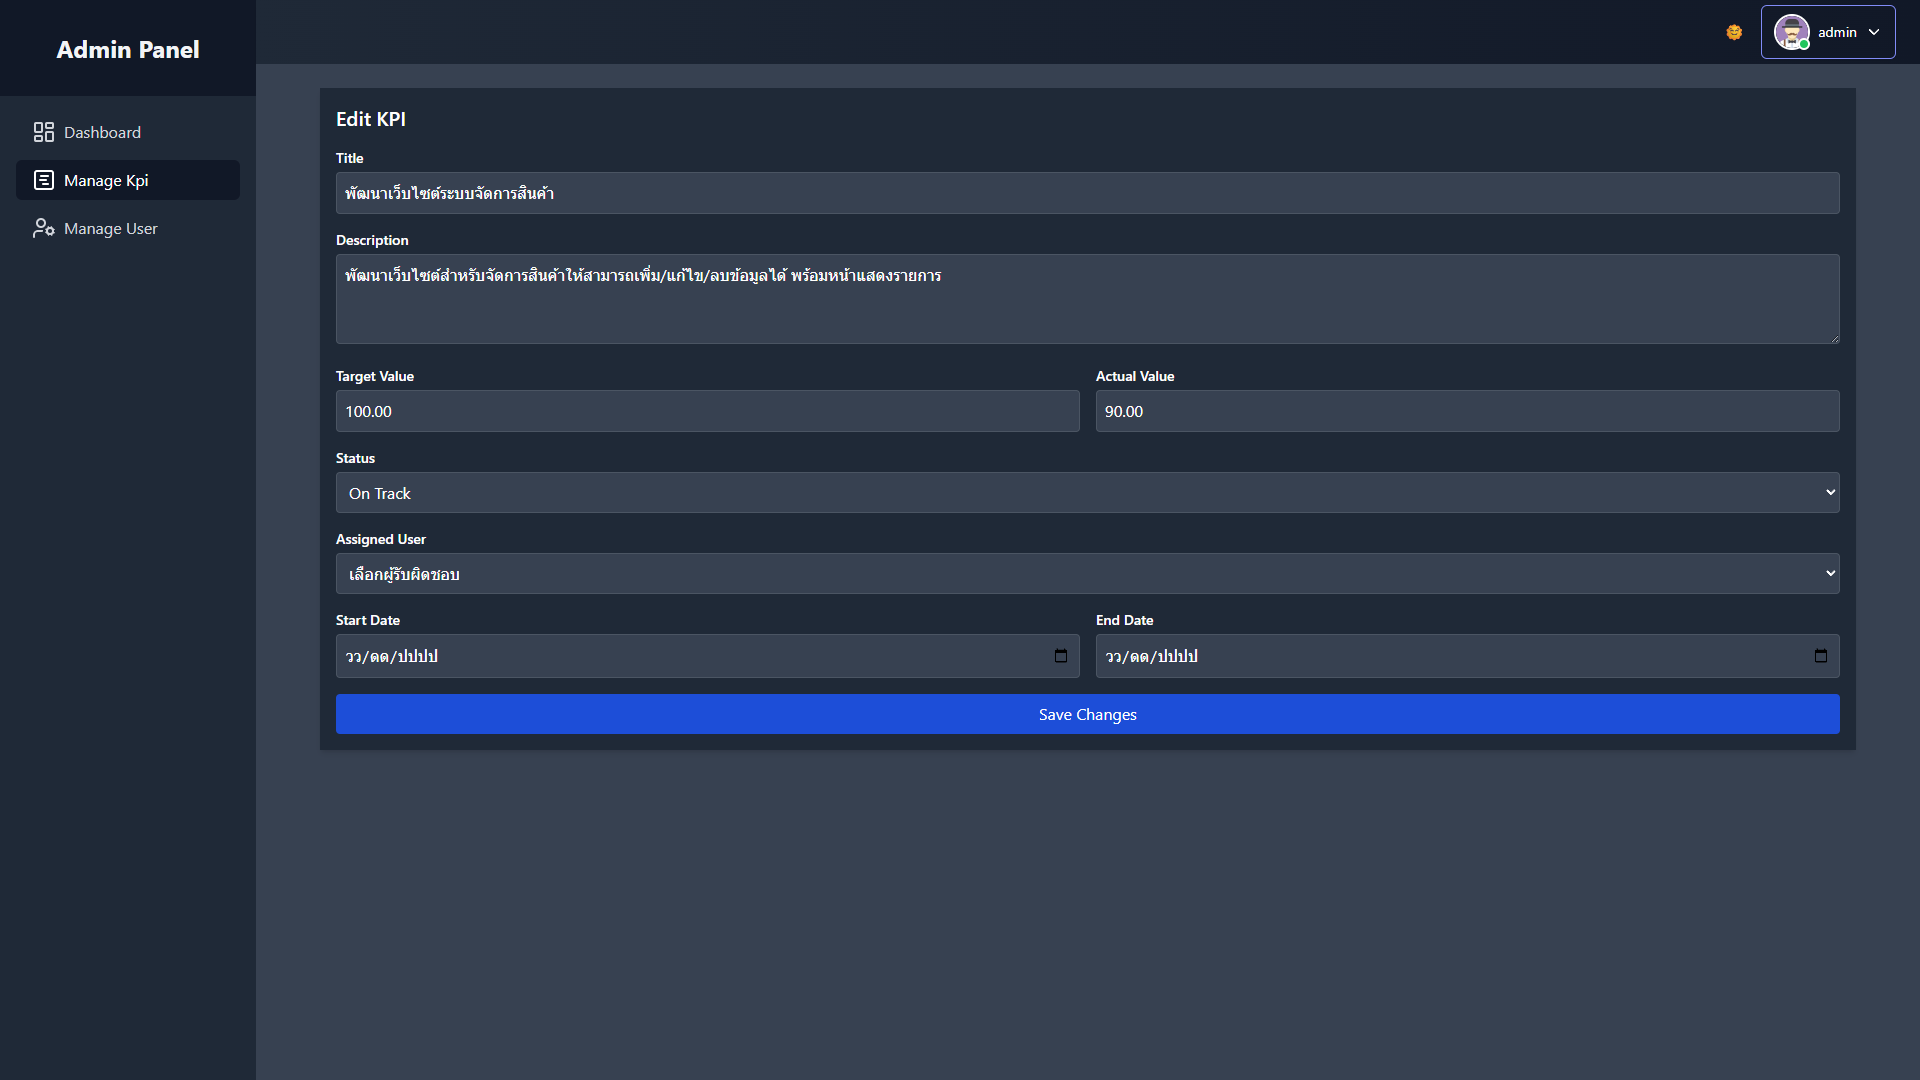 Admin Panel
admin
Dashboard
Manage Kpi
Manage User
Edit KPI
Title
พัฒนาเว็บไซต์ระบบจัดการสินค้า
Description
พัฒนาเว็บไซต์สำหรับจัดการสินค้าให้สามารถเพิ่ม/แก้ไข/ลบข้อมูลได้ พร้อมหน้าแสดงรายการ
Target Value
Actual Value
100.00
90.00
Status
On Track
Assigned User
เลือกผู้รับผิดชอบ
Start Date
End Date
วว/ดด/ปปปป
วว/ดด/ปปปป
Save Changes